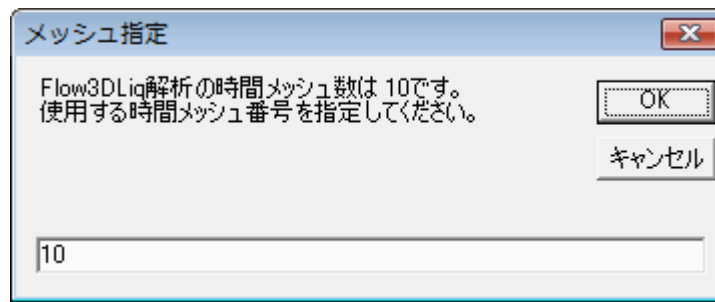 メッシュ指定
Flow3DLiq解析の時間メッシュ数は 10です。
使用する時間メッシュ番号を指定してください。
OK
キャンセル
10